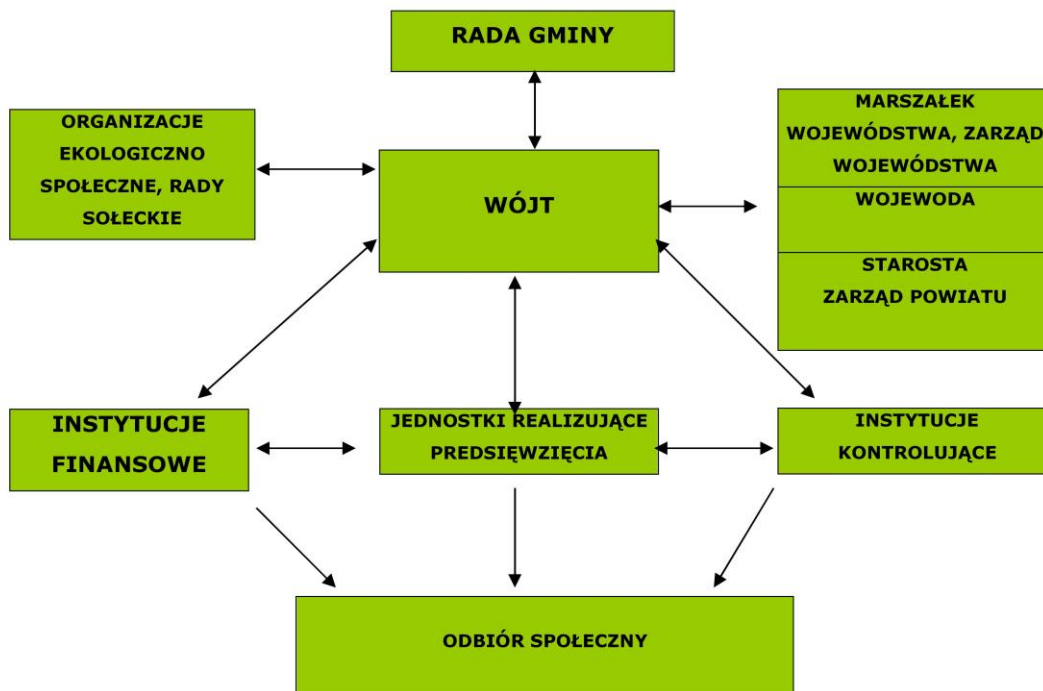 RADA GMINY
ORGANIZACJE
EKOLOGICZNO
SPOŁECZNE, RADY
SOŁECKIE
WÓJT
MARSZAŁEK
WOJEWÓDSTWA, ZARZĄD
WOJEWÓDSTWA
WOJEWODA
STAROSTA
ZARZĄD POWIATU
INSTYTUCJE
FINANSOWE
JEDNOSTKI REALIZUJĄCE
PREDSIĘWZIĘCIA
INSTYTUCJE
KONTROLUJĄCE
ODBIÓR SPOŁECZNY